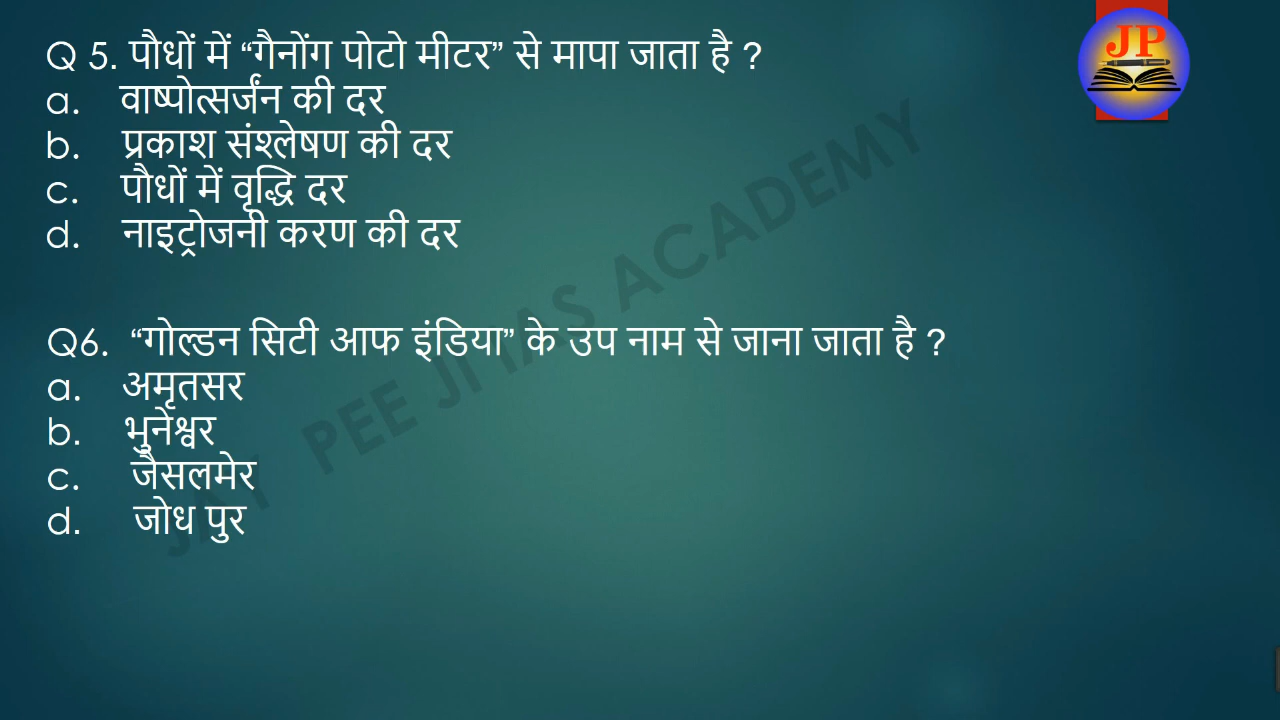 Q 5. पौधों में “गैनोंग पोटो मीटर” से मापा जाता है ?
a. वाष्पोत्सर्जंन की दर
b. प्रकाश संश्लेषण की दर
c. पौधों में वृद्धि दर
d. नाइट्रोजनी करण की दर
Q6. “गोल्डन सिटी आफ इंडिया” के उप नाम से जाना जाता है ?
a. अमृतसर
b. भुनेश्वर
c. जैसलमेर
d. जोध पुर
JP
JAY PEE JI IAS ACADEMY